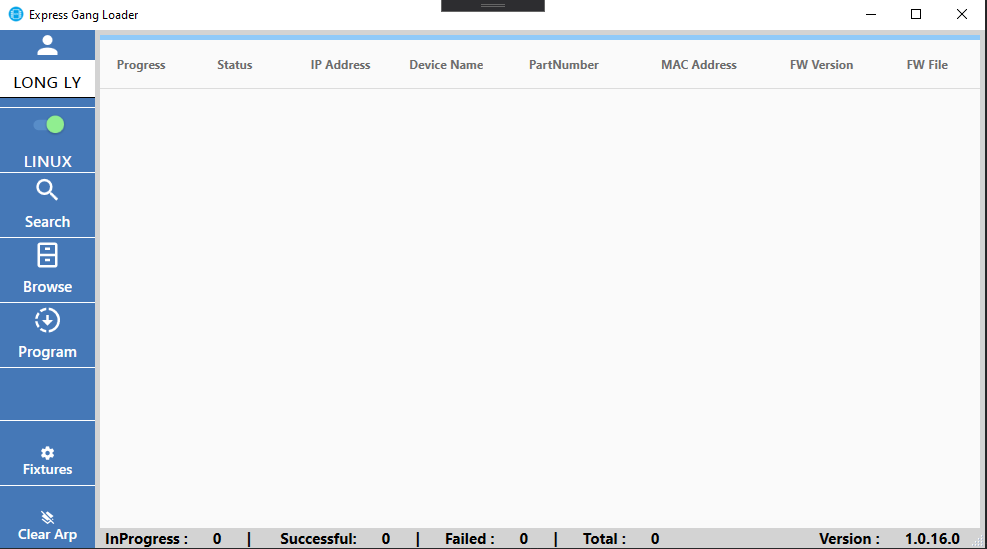 Express Gang Loader
LONG LY
LINUX
Search
Browse
Program
Fixtures
Clear Arp
Progress Status IP Address Device Name PartNumber MAC Address FW Version FW File
InProgress : 0 | Successful: 0 | Failed : 0 | Total : 0 Version : 1.0.16.0